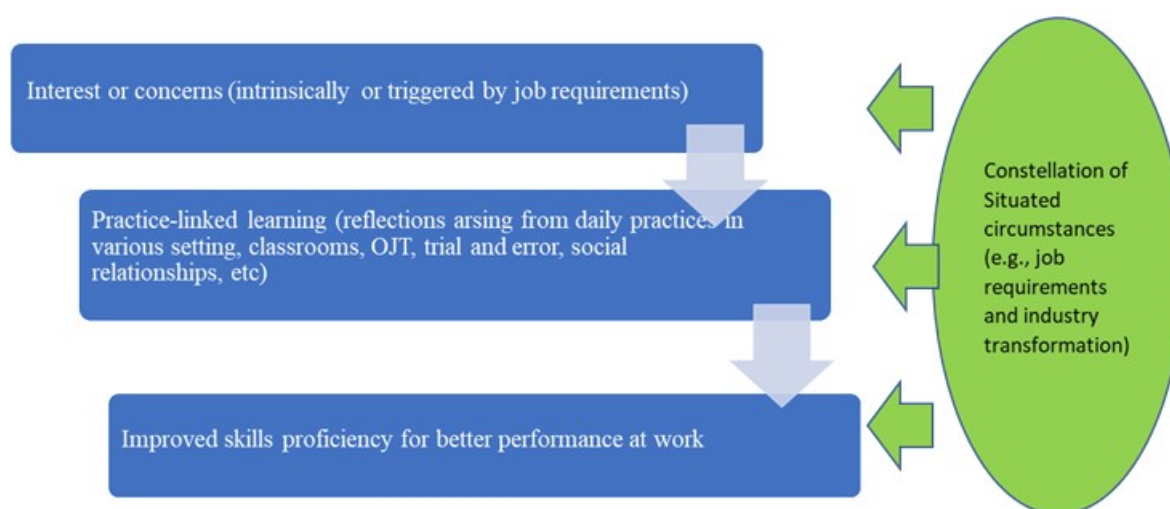 Interest or concerns (intrinsically or triggered by job requirements)
Practice-linked learning (reflections arsing from daily practices in
various setting, classrooms, OJT, trial and error, social
relationships, etc)
Improved skills proficiency for better performance at work
Constellation of
Situated
circumstances
(e.g., job
requirements
and industry
transformation)